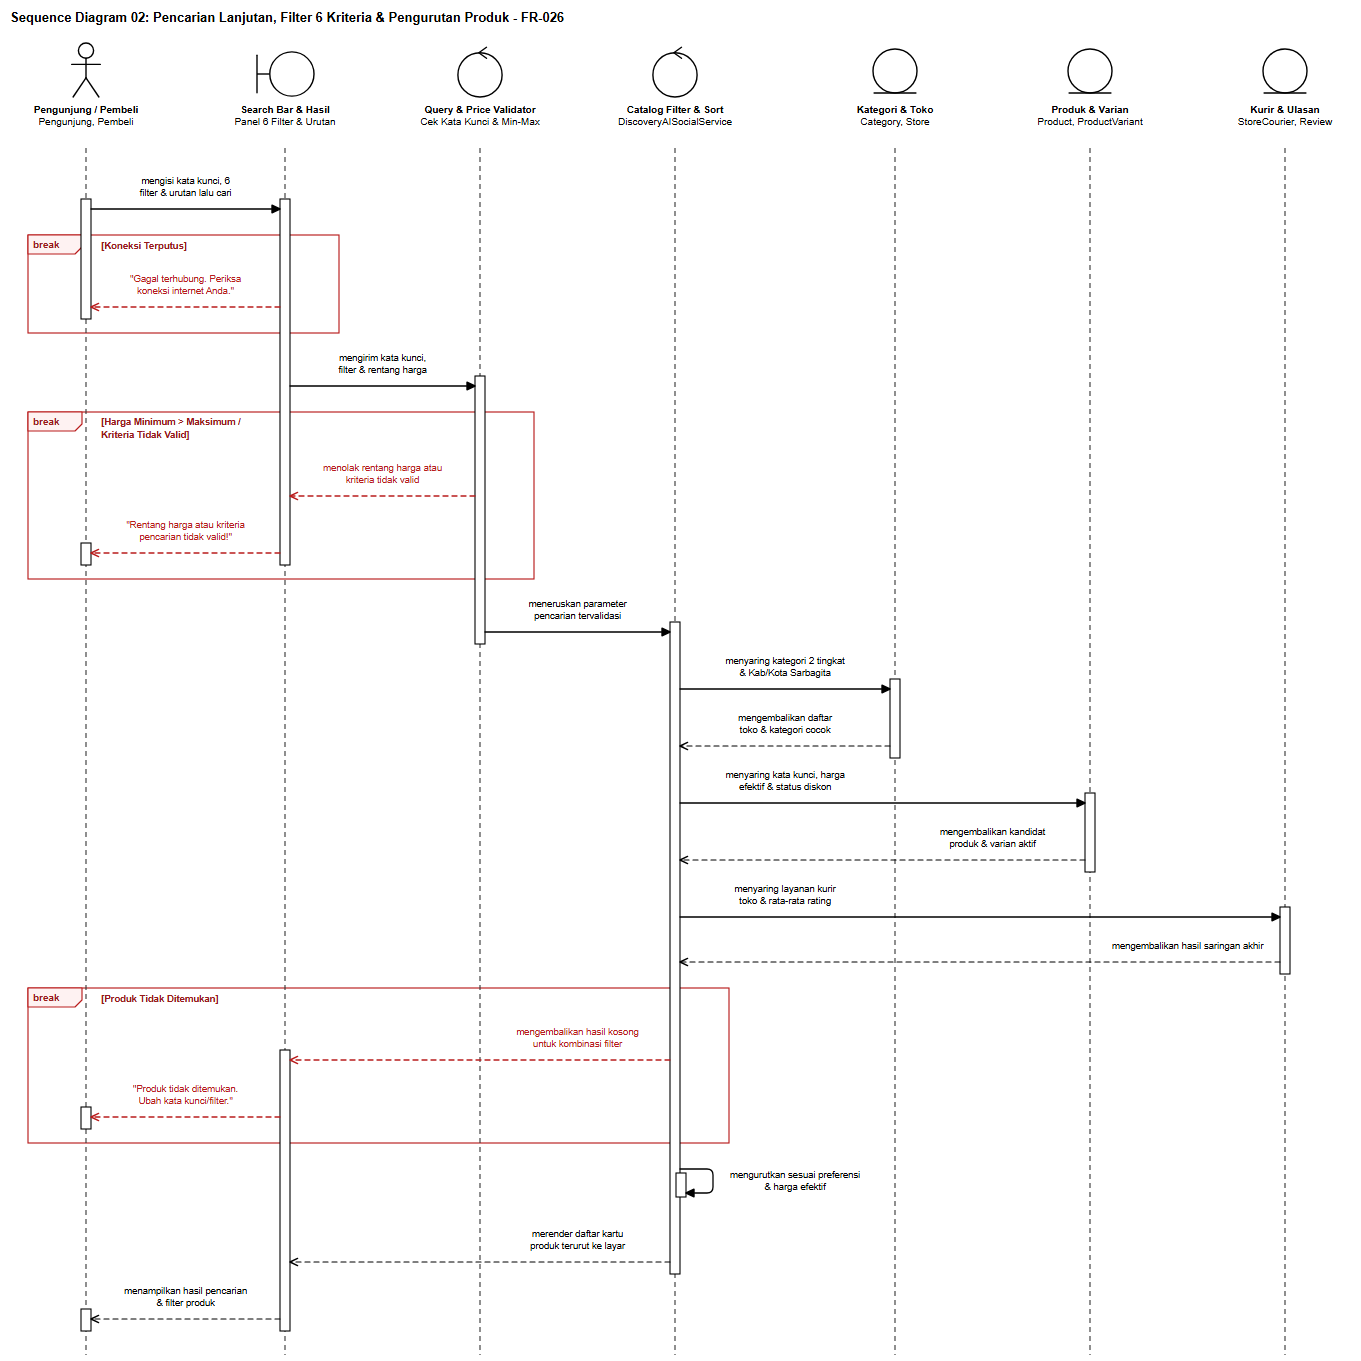 Sequence Diagram 02: Pencarian Lanjutan, Filter 6 Kriteria & Pengurutan Produk - FR-026
Pengunjung / Pembeli
Pengunjung, Pembeli
Search Bar & Hasil
Panel 6 Filter & Urutan
Query & Price Validator
Cek Kata Kunci & Min-Max
Catalog Filter & Sort
DiscoveryAISocialService
Kategori & Toko
Category, Store
Produk & Varian
Product, ProductVariant
Kurir & Ulasan
StoreCourier, Review
mengisi kata kunci, 6
filter & urutan lalu cari
break
[Koneksi Terputus]
"Gagal terhubung. Periksa
koneksi internet Anda."
mengirim kata kunci,
filter & rentang harga
break
[Harga Minimum > Maksimum /
Kriteria Tidak Valid]
menolak rentang harga atau
kriteria tidak valid
"Rentang harga atau kriteria
pencarian tidak valid!"
meneruskan parameter
pencarian tervalidasi
menyaring kategori 2 tingkat
& Kab/Kota Sarbagita
mengembalikan daftar
toko & kategori cocok
menyaring kata kunci, harga
efektif & status diskon
mengembalikan kandidat
produk & varian aktif
menyaring layanan kurir
toko & rata-rata rating
mengembalikan hasil saringan akhir
break
[Produk Tidak Ditemukan]
mengembalikan hasil kosong
untuk kombinasi filter
"Produk tidak ditemukan.
Ubah kata kunci/filter."
mengurutkan sesuai preferensi
& harga efektif
merender daftar kartu
produk terurut ke layar
menampilkan hasil pencarian
& filter produk